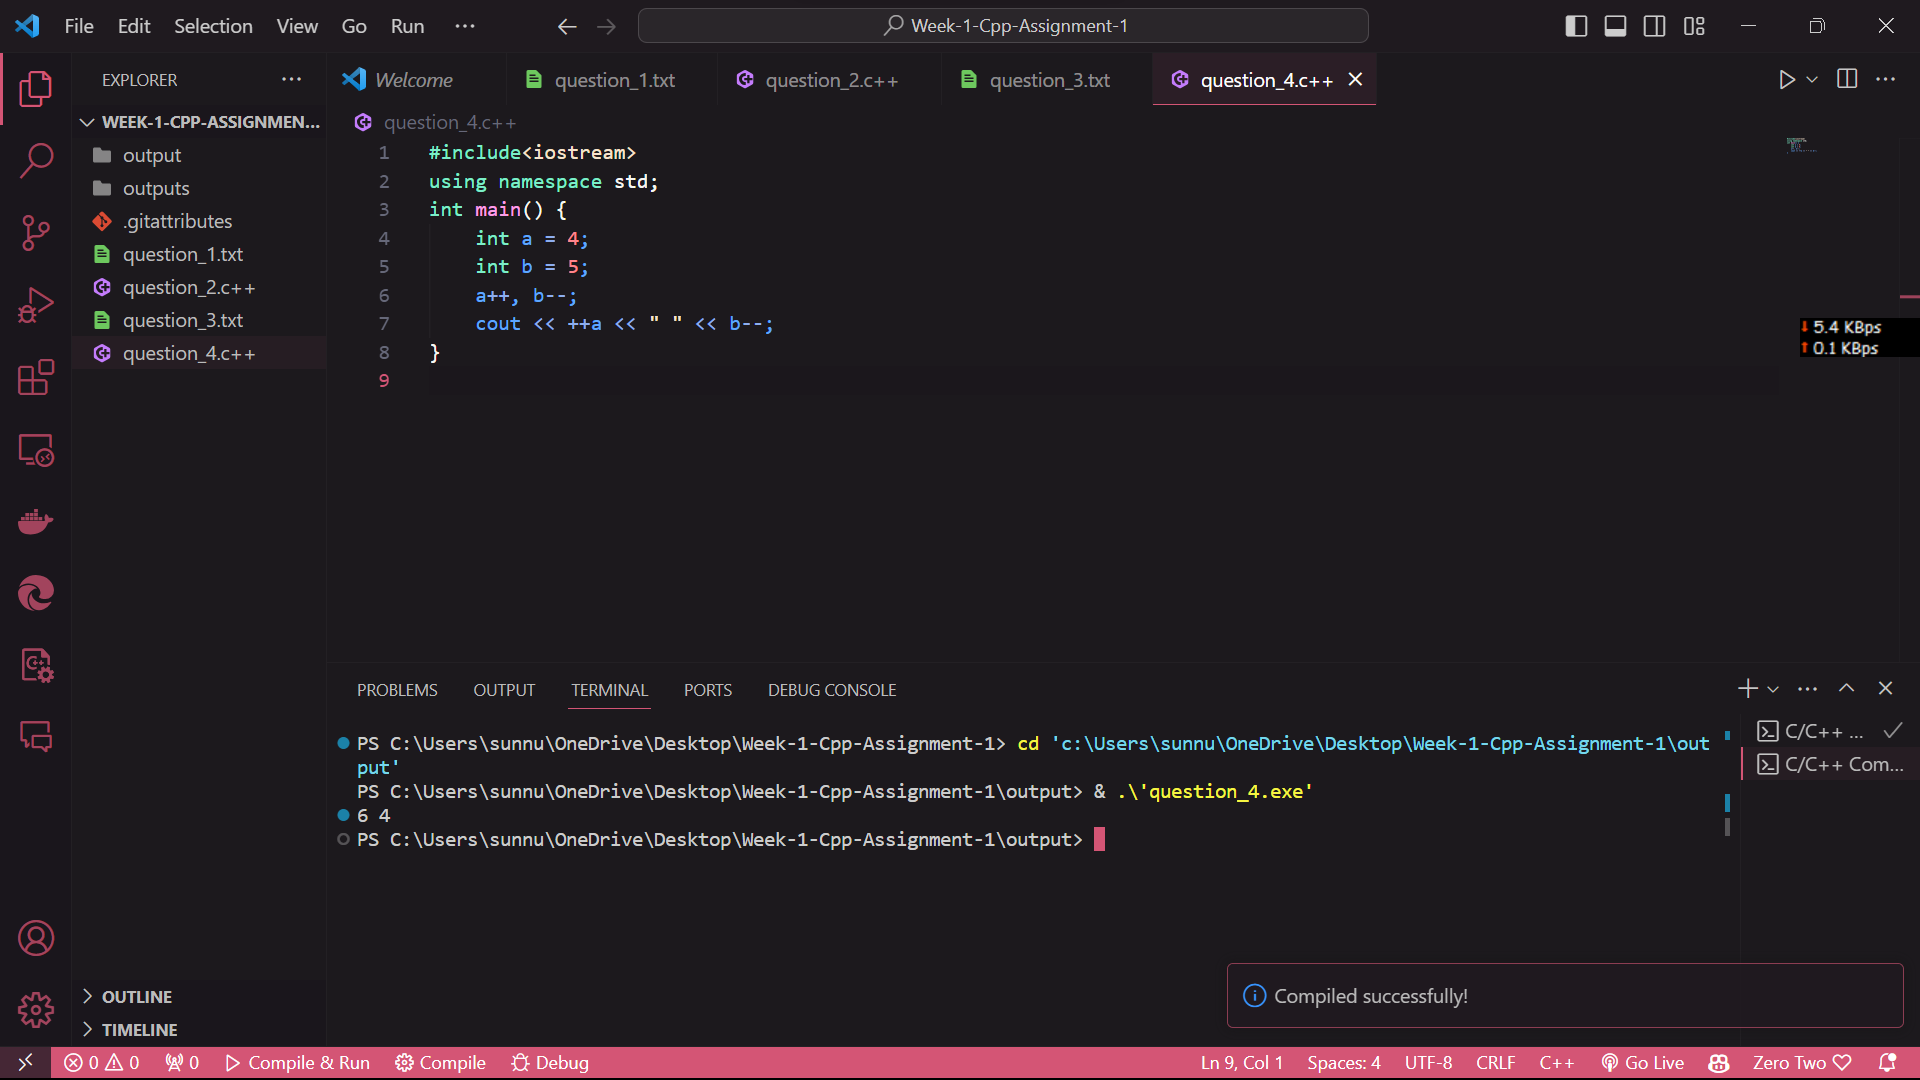 File Edit Selection View Go Run ···
Week-1-Cpp-Assignment-1
EXPLORER ···
WEEK-1-CPP-ASSIGNMEN...
output
outputs
.gitattributes
question_1.txt
question_2.c++
question_3.txt
question_4.c++
OUTLINE
TIMELINE
Welcome question_1.txt question_2.c++ question_3.txt question_4.c++
question_4.c++
1 #include<iostream>
2 using namespace std;
3 int main() {
4 int a = 4;
5 int b = 5;
6 a++, b--;
7 cout << ++a << " " << b--;
8 }
9
5.4 KBps
0.1 KBps
PROBLEMS OUTPUT TERMINAL PORTS DEBUG CONSOLE
PS C:\Users\sunnu\OneDrive\Desktop\Week-1-Cpp-Assignment-1> cd 'c:\Users\sunnu\OneDrive\Desktop\Week-1-Cpp-Assignment-1\out
put'
PS C:\Users\sunnu\OneDrive\Desktop\Week-1-Cpp-Assignment-1\output> & .\'question_4.exe'
6 4
PS C:\Users\sunnu\OneDrive\Desktop\Week-1-Cpp-Assignment-1\output>
C/C++ ...
C/C++ Com...
Compiled successfully!
0 0 0 Compile & Run Compile Debug Ln 9, Col 1 Spaces: 4 UTF-8 CRLF C++ Go Live Zero Two